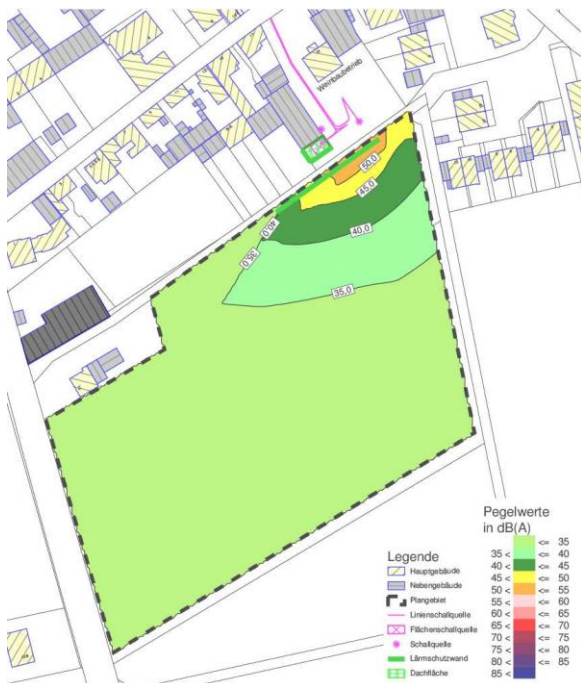 Weinbaubetrieb
50,0
45,0
40,0
35,0
40,0
35,0
Pegelwerte
in dB(A)
<= 35
35 < <= 40
40 < <= 45
45 < <= 50
50 < <= 55
55 < <= 60
60 < <= 65
65 < <= 70
70 < <= 75
75 < <= 80
80 < <= 85
85 <
Legende
Hauptgebäude
Nebengebäude
Plangebiet
Linienschallquelle
Flächenschallquelle
Schallquelle
Lärmschutzwand
Dachfläche